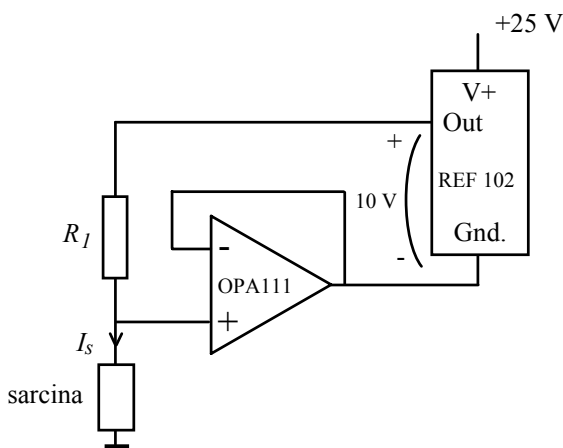 +25 V
V+
Out
+
REF 102
10 V
R1
-
Gnd.
-
OPA111
+
Is
sarcina